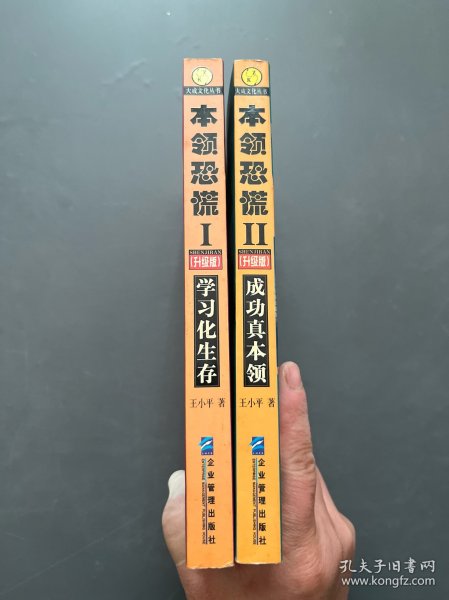 大成文化丛书
本领恐慌
I
SHENJIBAN
【升级版】
学习化生存
王小平 著
企业管理出版社
大成文化丛书
本领恐慌
II
SHENJIBAN
【升级版】
成功真本领
王小平 著
企业管理出版社
孔夫子旧书网
www.kongfz.com